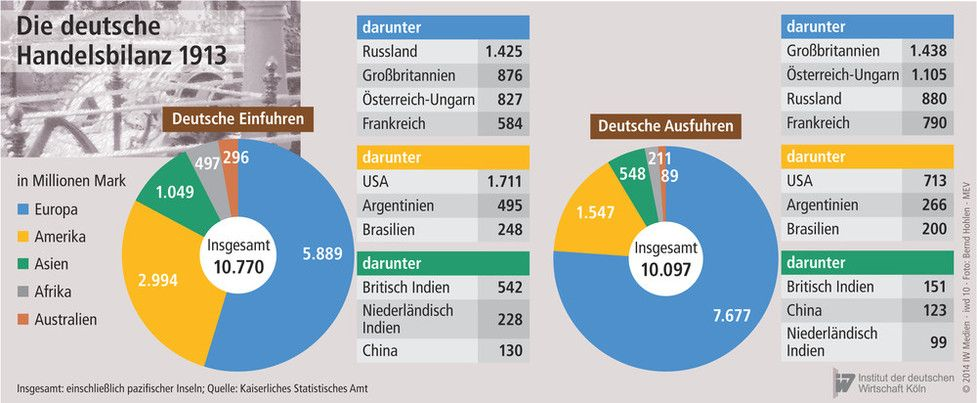 Die deutsche
Handelsbilanz 1913
in Millionen Mark
Europa
Amerika
Asien
Afrika
Australien
Deutsche Einfuhren
296
497
1.049
2.994
5.889
Insgesamt
10.770
darunter
Russland 1.425
Großbritannien 876
Österreich-Ungarn 827
Frankreich 584
darunter
USA 1.711
Argentinien 495
Brasilien 248
darunter
Britisch Indien 542
Niederländisch
Indien 228
China 130
Deutsche Ausfuhren
211
89
548
1.547
7.677
Insgesamt
10.097
darunter
Großbritannien 1.438
Österreich-Ungarn 1.105
Russland 880
Frankreich 790
darunter
USA 713
Argentinien 266
Brasilien 200
darunter
Britisch Indien 151
China 123
Niederländisch
Indien 99
Insgesamt: einschließlich pazifischer Inseln; Quelle: Kaiserliches Statistisches Amt
Institut der deutschen
Wirtschaft Köln
© 2014 IW Medien · iwd 10 · Foto: Bernd Hohlen - MEV